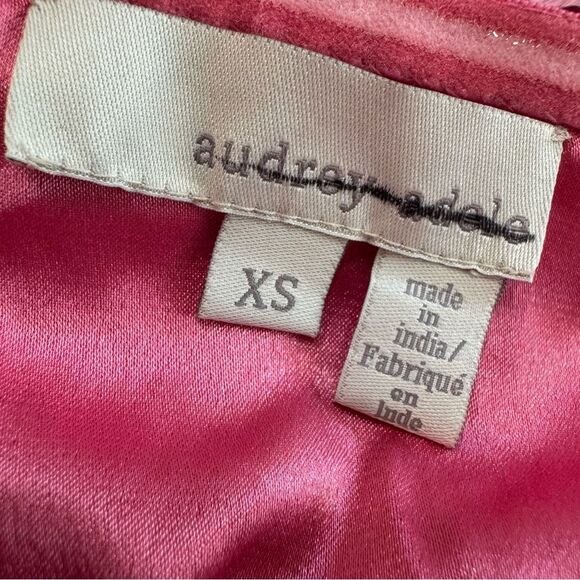 audrey adele
XS
made
in
india/
Fabriqué
en
Inde